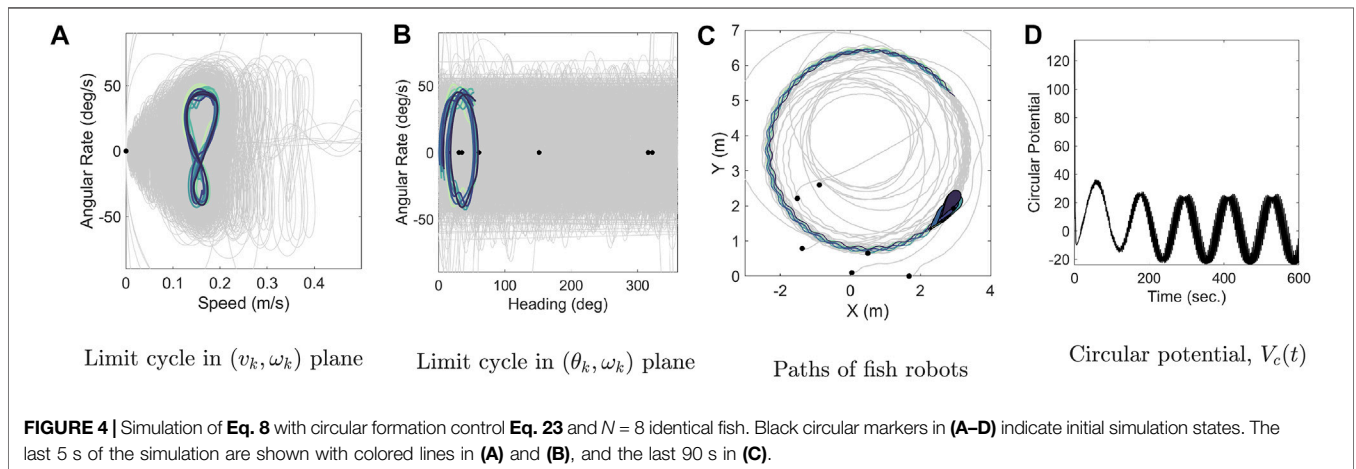 A
Angular Rate (deg/s)
50
0
-50
0 0.1 0.2 0.3 0.4
Speed (m/s)
Limit cycle in (v_k, ω_k) plane
B
Angular Rate (deg/s)
50
0
-50
0 100 200 300
Heading (deg)
Limit cycle in (θ_k, ω_k) plane
C
Y (m)
7
6
5
4
3
2
1
0
-2 0 2 4
X (m)
Paths of fish robots
D
Circular Potential
120
100
80
60
40
20
0
-20
0 200 400 600
Time (sec.)
Circular potential, V_c(t)
FIGURE 4 | Simulation of Eq. 8 with circular formation control Eq. 23 and N = 8 identical fish. Black circular markers in (A–D) indicate initial simulation states. The
last 5 s of the simulation are shown with colored lines in (A) and (B), and the last 90 s in (C).